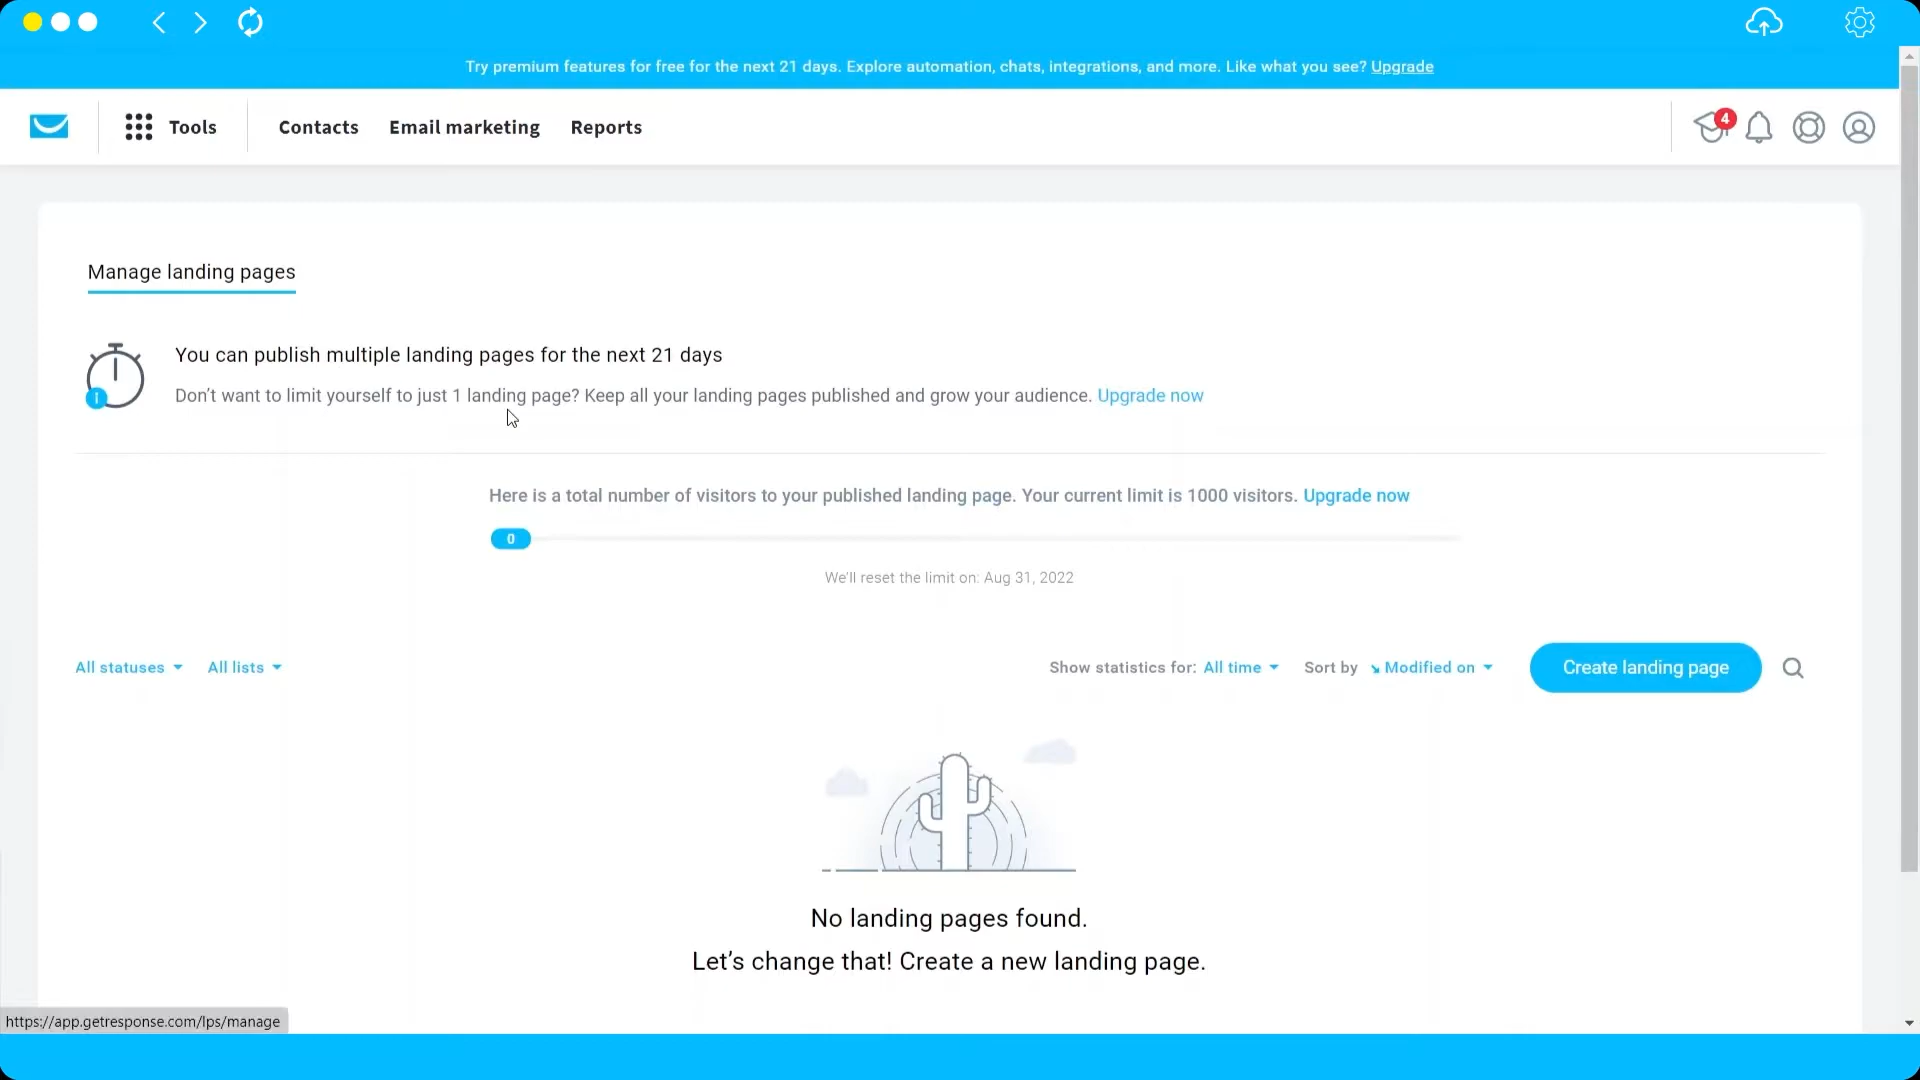 Try premium features for free for the next 21 days. Explore automation, chats, integrations, and more. Like what you see? Upgrade
Tools Contacts Email marketing Reports 4
Manage landing pages
You can publish multiple landing pages for the next 21 days
Don't want to limit yourself to just 1 landing page? Keep all your landing pages published and grow your audience. Upgrade now
Here is a total number of visitors to your published landing page. Your current limit is 1000 visitors. Upgrade now
0
We'll reset the limit on: Aug 31, 2022
All statuses All lists Show statistics for: All time Sort by Modified on Create landing page
No landing pages found.
Let's change that! Create a new landing page.
https://app.getresponse.com/lps/manage